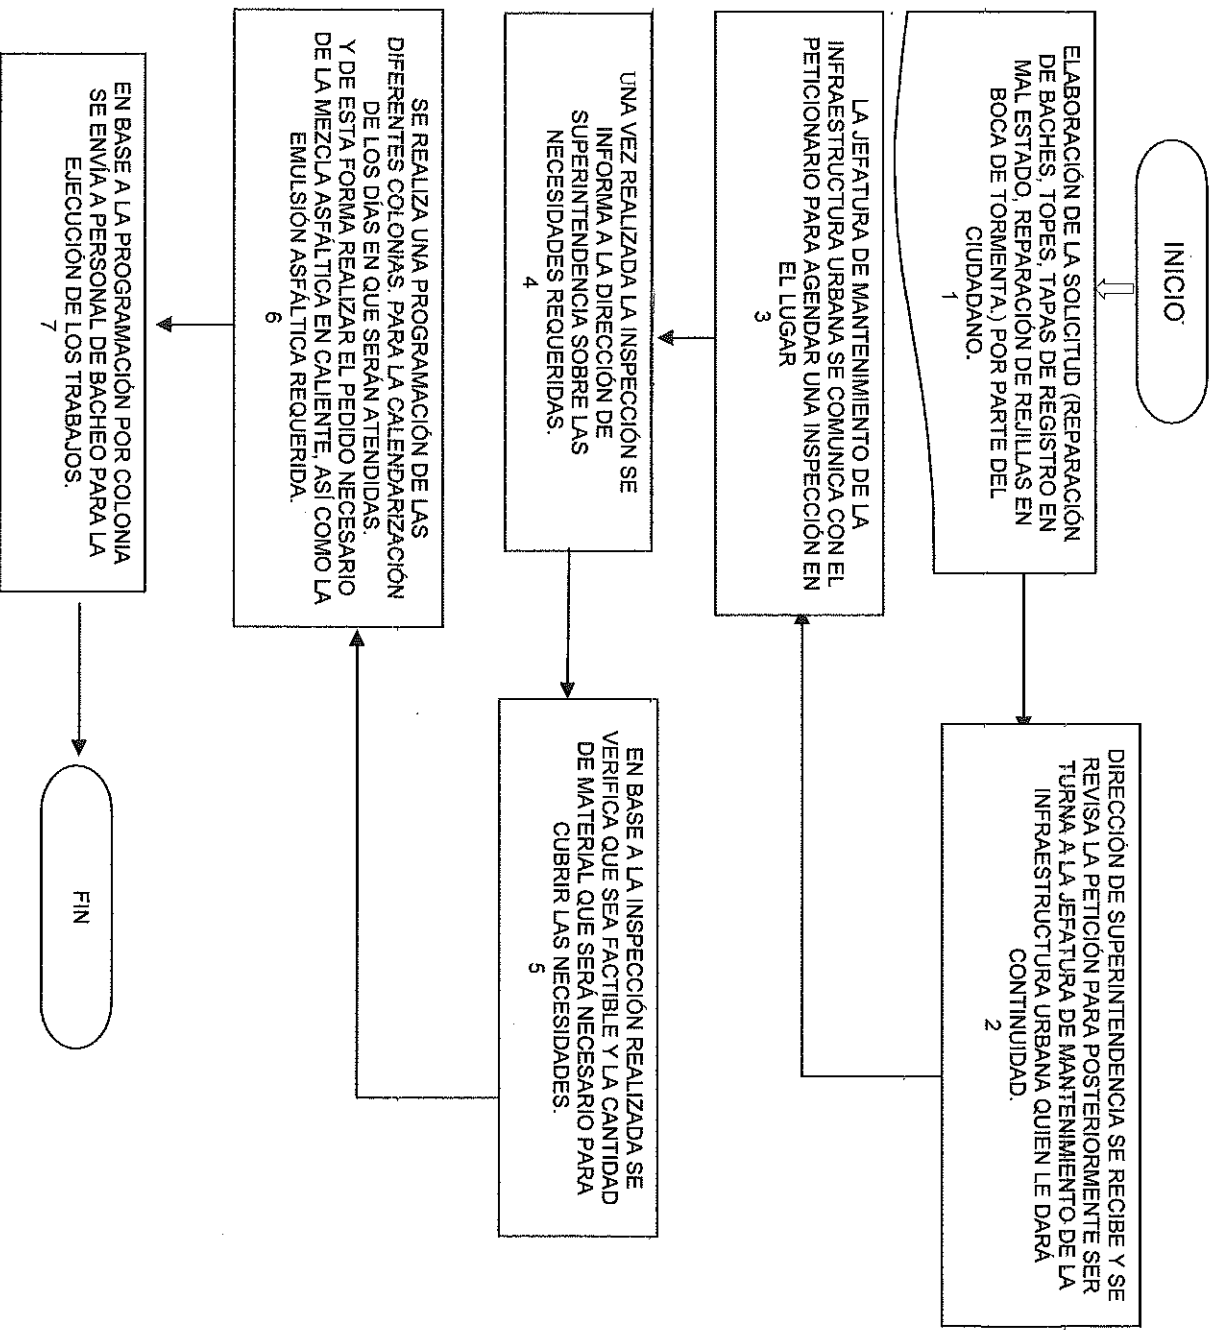 INICIO
ELABORACIÓN DE LA SOLICITUD (REPARACIÓN
DE BACHES, TOPES, TAPAS DE REGISTRO EN
MAL ESTADO, REPARACIÓN DE REJILLAS EN
BOCA DE TORMENTA.) POR PARTE DEL
CIUDADANO.
1
DIRECCIÓN DE SUPERINTENDENCIA SE RECIBE Y SE
REVISA LA PETICIÓN PARA POSTERIORMENTE SER
TURNA A LA JEFATURA DE MANTENIMIENTO DE LA
INFRAESTRUCTURA URBANA QUIEN LE DARÁ
CONTINUIDAD.
2
LA JEFATURA DE MANTENIMIENTO DE LA
INFRAESTRUCTURA URBANA SE COMUNICA CON EL
PETICIONARIO PARA AGENDAR UNA INSPECCIÓN EN
EL LUGAR
3
UNA VEZ REALIZADA LA INSPECCIÓN SE
INFORMA A LA DIRECCIÓN DE
SUPERINTENDENCIA SOBRE LAS
NECESIDADES REQUERIDAS.
4
EN BASE A LA INSPECCIÓN REALIZADA SE
VERIFICA QUE SEA FACTIBLE Y LA CANTIDAD
DE MATERIAL QUE SERÁ NECESARIO PARA
CUBRIR LAS NECESIDADES.
5
SE REALIZA UNA PROGRAMACIÓN DE LAS
DIFERENTES COLONIAS, PARA LA CALENDARIZACIÓN
DE LOS DÍAS EN QUE SERÁN ATENDIDAS.
Y DE ESTA FORMA REALIZAR EL PEDIDO NECESARIO
DE LA MEZCLA ASFÁLTICA EN CALIENTE, ASÍ COMO LA
EMULSIÓN ASFÁLTICA REQUERIDA.
6
EN BASE A LA PROGRAMACIÓN POR COLONIA
SE ENVÍA A PERSONAL DE BACHEO PARA LA
EJECUCIÓN DE LOS TRABAJOS.
7
FIN